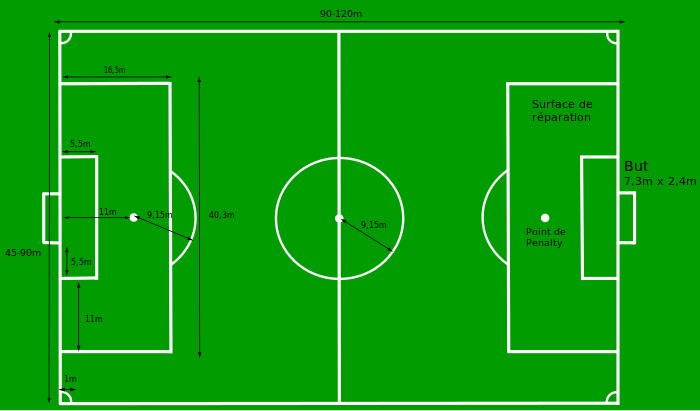 90-120m
16,5m
Surface de
réparation
5,5m
But
7,3m x 2,4m
11m
9,15m
40,3m
9,15m
Point de
Penalty
45-90m
5,5m
11m
1m